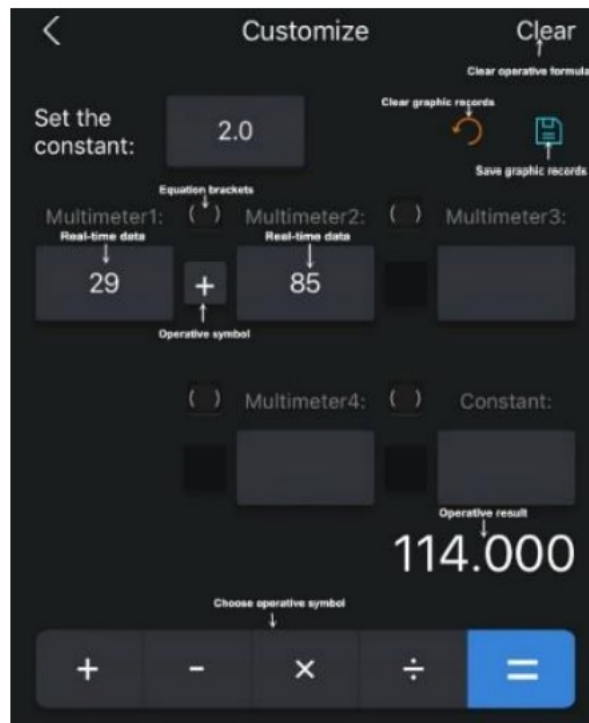 Customize
Clear
Clear operative formula
Set the
constant:
2.0
Clear graphic records
Save graphic records
Equation brackets
Multimeter1:
( )
Multimeter2:
( )
Multimeter3:
Real-time data
Real-time data
29
+
85
Operative symbol
( )
Multimeter4:
( )
Constant:
Operative result
114.000
Choose operative symbol
+
-
×
÷
=